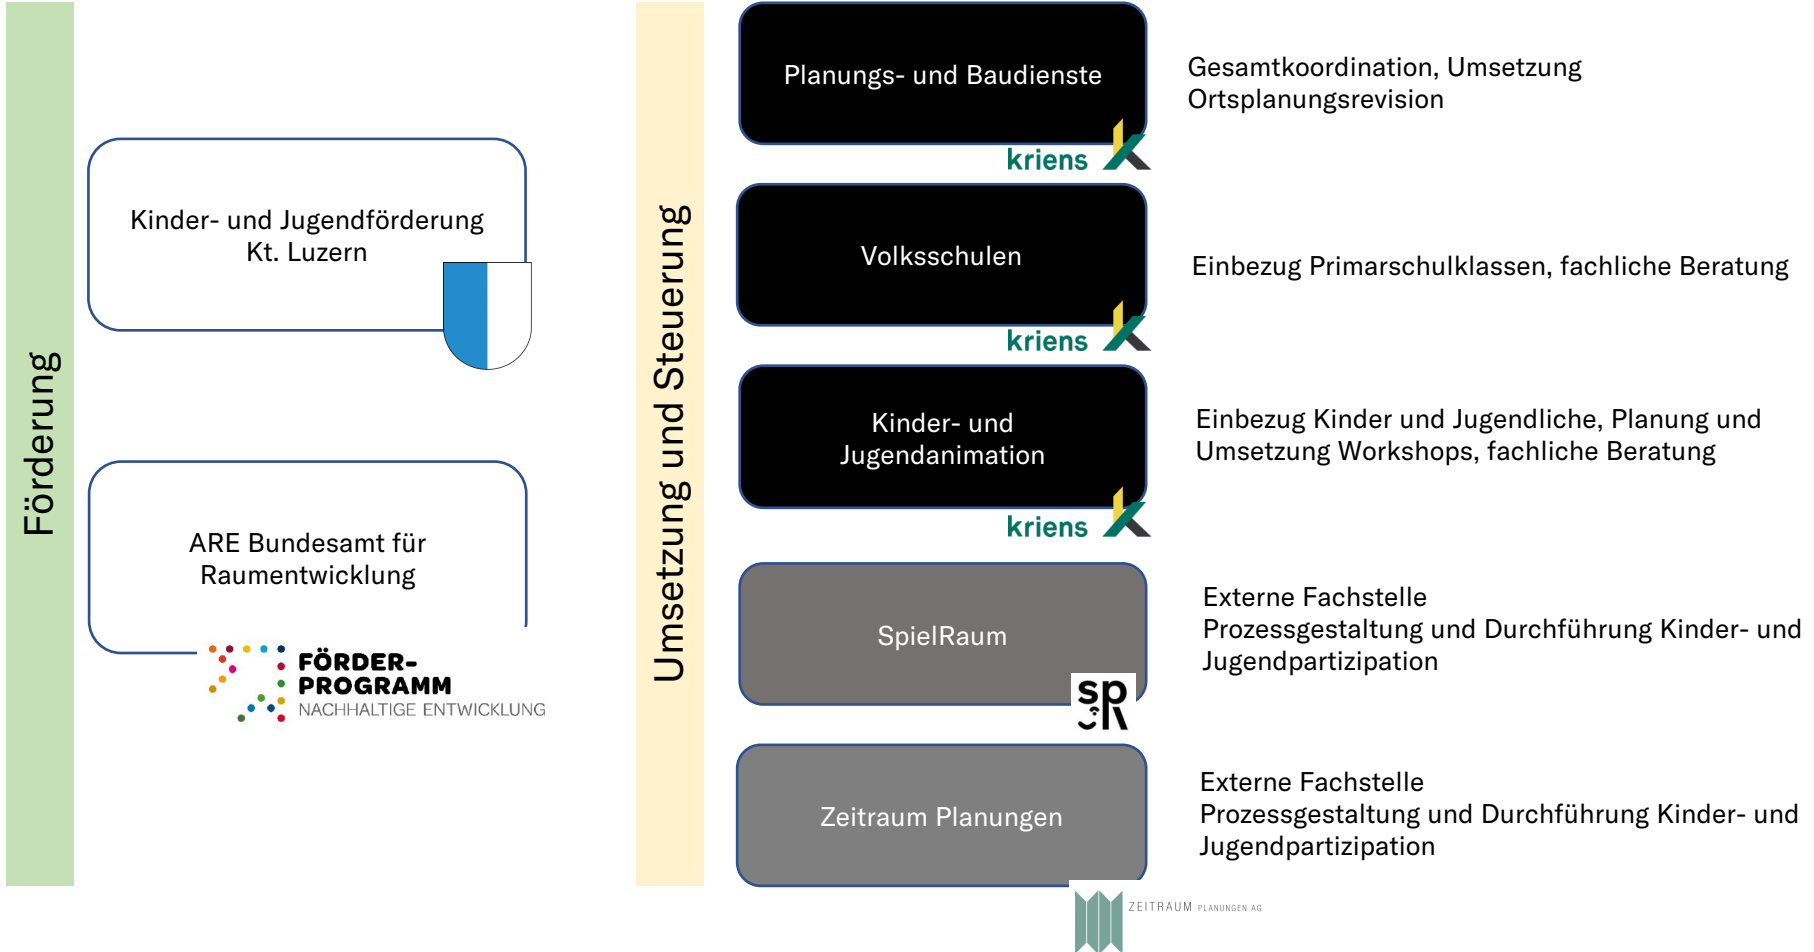 Förderung
Kinder- und Jugendförderung
Kt. Luzern
ARE Bundesamt für
Raumentwicklung
FÖRDER-
PROGRAMM
NACHHALTIGE ENTWICKLUNG
Umsetzung und Steuerung
Planungs- und Baudienste
kriens
Gesamtkoordination, Umsetzung
Ortsplanungsrevision
Volksschulen
kriens
Einbezug Primarschulklassen, fachliche Beratung
Kinder- und
Jugendanimation
kriens
Einbezug Kinder und Jugendliche, Planung und
Umsetzung Workshops, fachliche Beratung
SpielRaum
sp
R
Externe Fachstelle
Prozessgestaltung und Durchführung Kinder- und
Jugendpartizipation
Zeitraum Planungen
ZEITRAUM PLANUNGEN AG
Externe Fachstelle
Prozessgestaltung und Durchführung Kinder- und
Jugendpartizipation